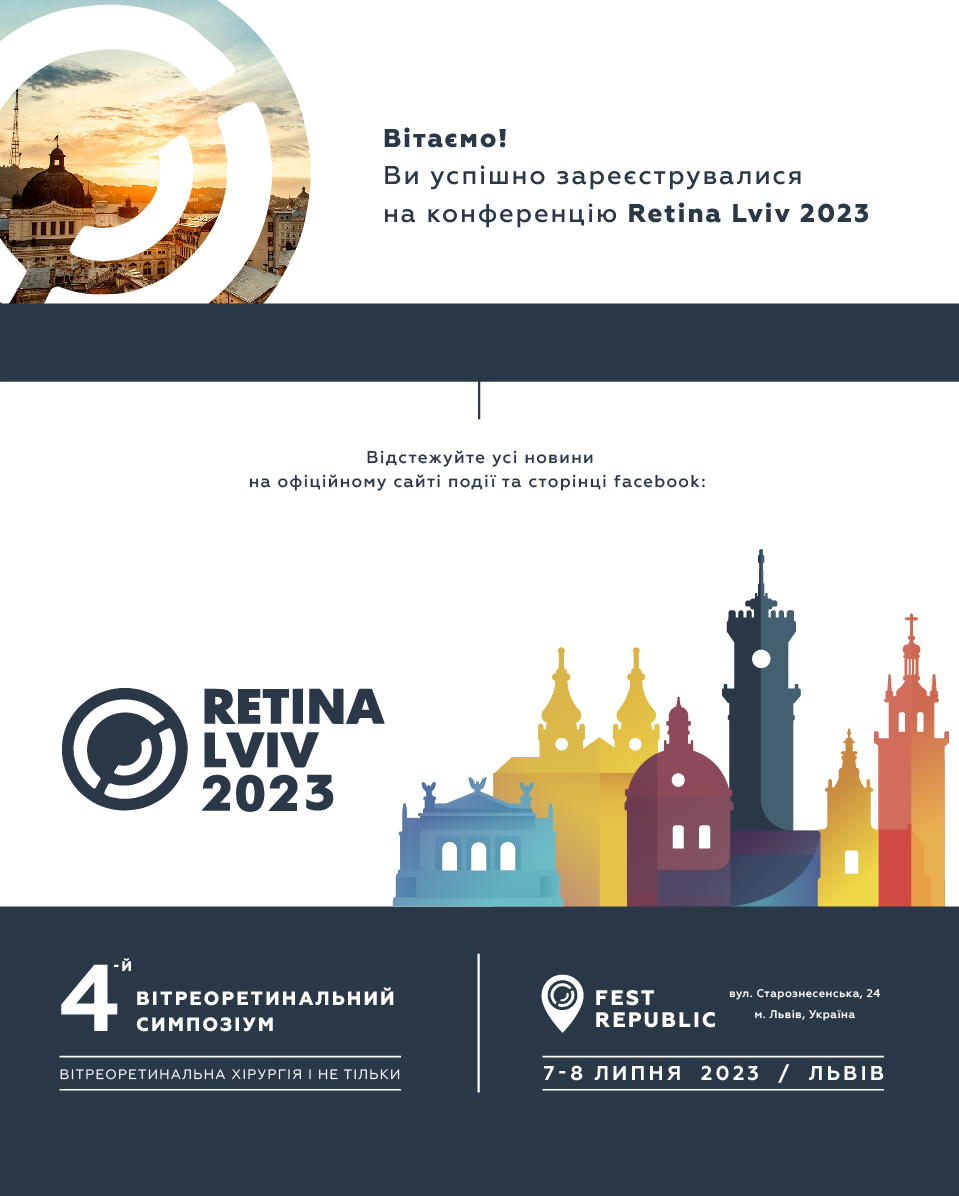 Вітаємо!
Ви успішно зареєструвалися
на конференцію Retina Lviv 2023
Відстежуйте усі новини
на офіційному сайті події та сторінці facebook:
RETINA
LVIV
2023
4-й
ВІТРЕОРЕТИНАЛЬНИЙ
СИМПОЗІУМ
ВІТРЕОРЕТИНАЛЬНА ХІРУРГІЯ І НЕ ТІЛЬКИ
FEST
REPUBLIC
вул. Старознесенська, 24
м. Львів, Україна
7-8 ЛИПНЯ 2023 / ЛЬВІВ